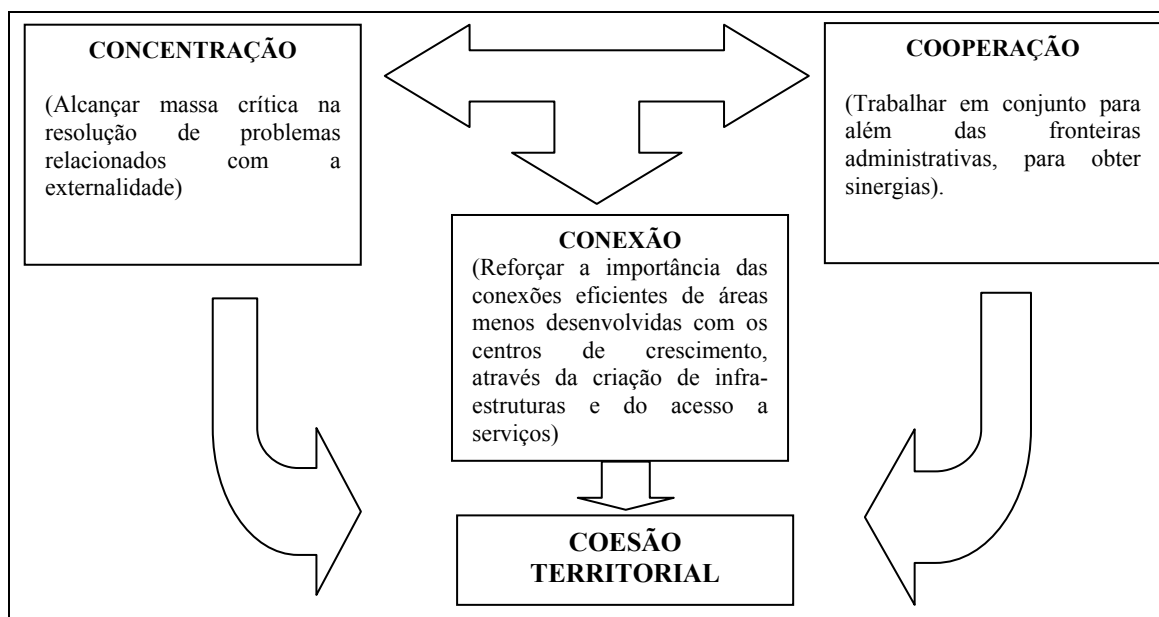 CONCENTRAÇÃO
(Alcançar massa crítica na
resolução de problemas
relacionados com a
externalidade)
COOPERAÇÃO
(Trabalhar em conjunto para
além das fronteiras
administrativas, para obter
sinergias).
CONEXÃO
(Reforçar a importância das
conexões eficientes de áreas
menos desenvolvidas com os
centros de crescimento,
através da criação de infra-
estruturas e do acesso a
serviços)
COESÃO
TERRITORIAL